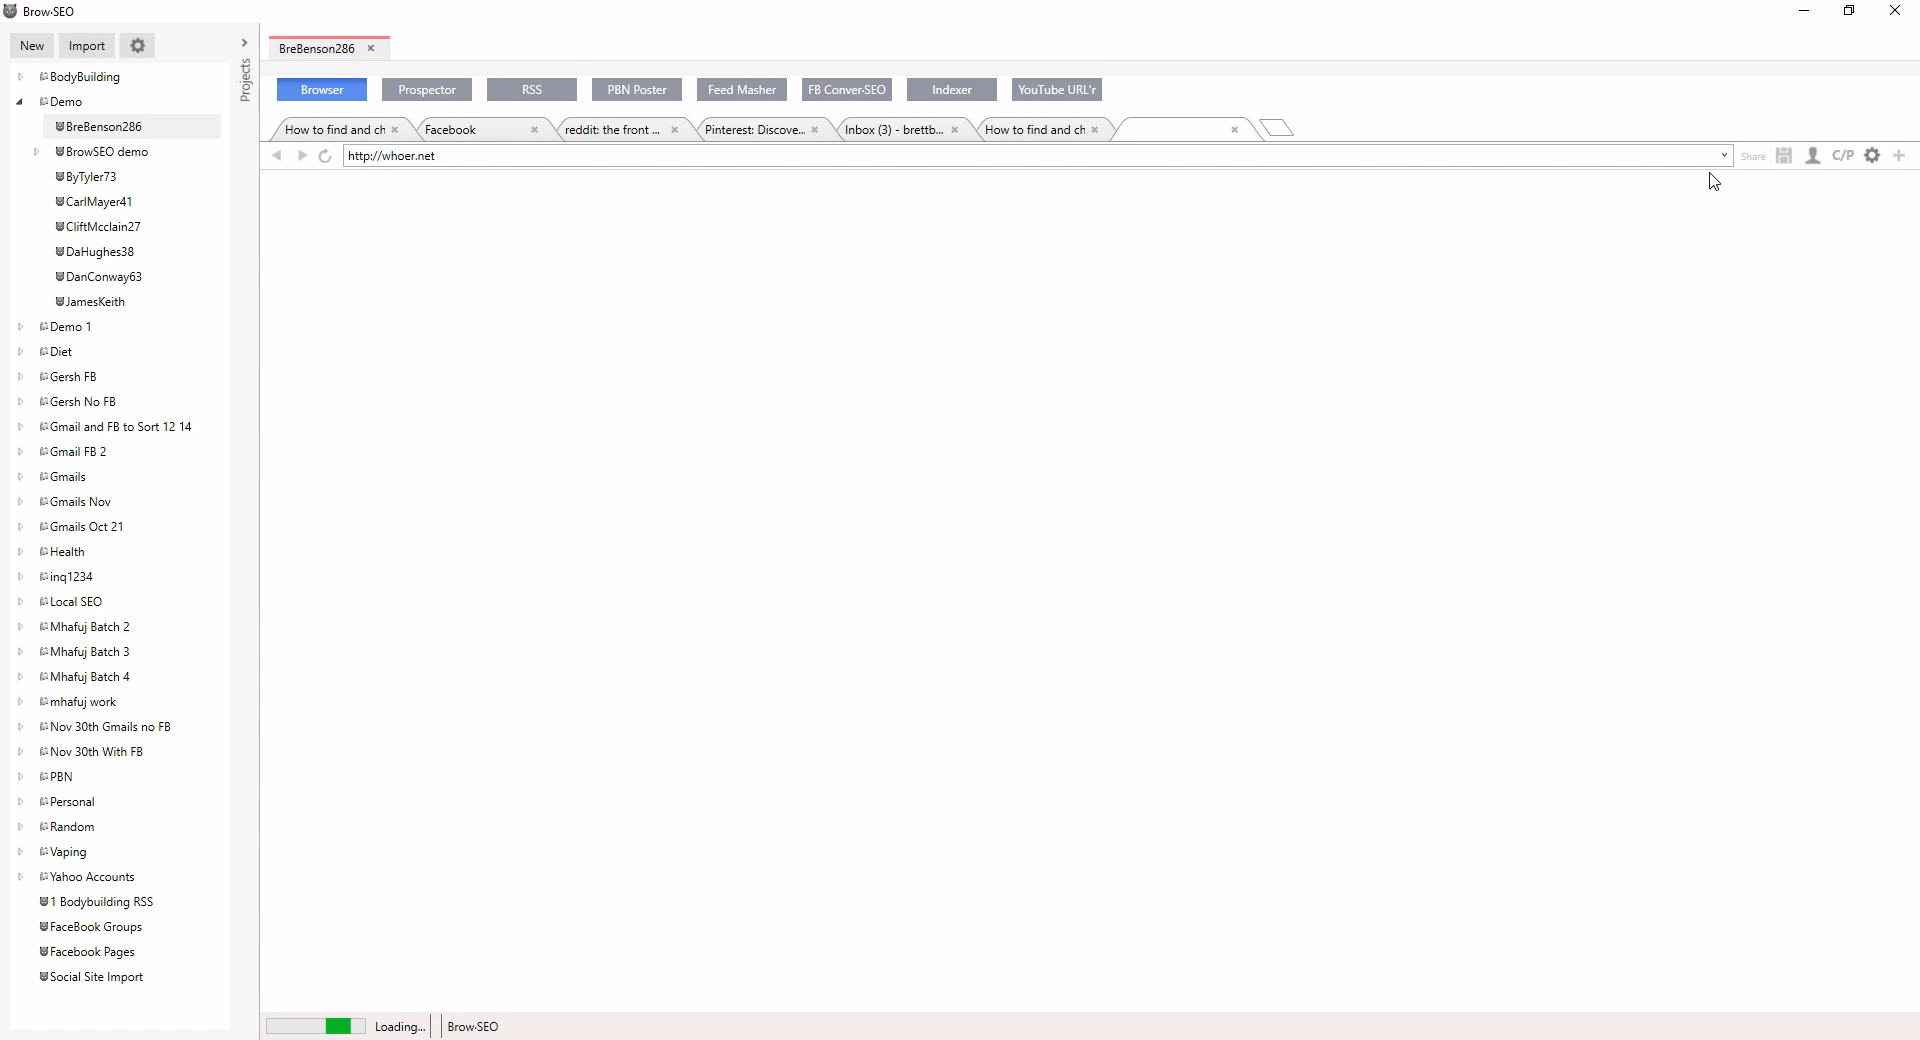 Brow·SEO
New
Import
Projects
BodyBuilding
Demo
BreBenson286
BrowSEO demo
ByTyler73
CarlMayer41
CliftMcclain27
DaHughes38
DanConway63
JamesKeith
Demo 1
Diet
Gersh FB
Gersh No FB
Gmail and FB to Sort 12 14
Gmail FB 2
Gmails
Gmails Nov
Gmails Oct 21
Health
inq1234
Local SEO
Mhafuj Batch 2
Mhafuj Batch 3
Mhafuj Batch 4
mhafuj work
Nov 30th Gmails no FB
Nov 30th With FB
PBN
Personal
Random
Vaping
Yahoo Accounts
1 Bodybuilding RSS
FaceBook Groups
Facebook Pages
Social Site Import
BreBenson286
Browser
Prospector
RSS
PBN Poster
Feed Masher
FB Conver·SEO
Indexer
YouTube URL'r
How to find and ch
Facebook
reddit: the front ...
Pinterest: Discove...
Inbox (3) - brettb...
How to find and ch
http://whoer.net
Share
C/P
Loading...
Brow·SEO